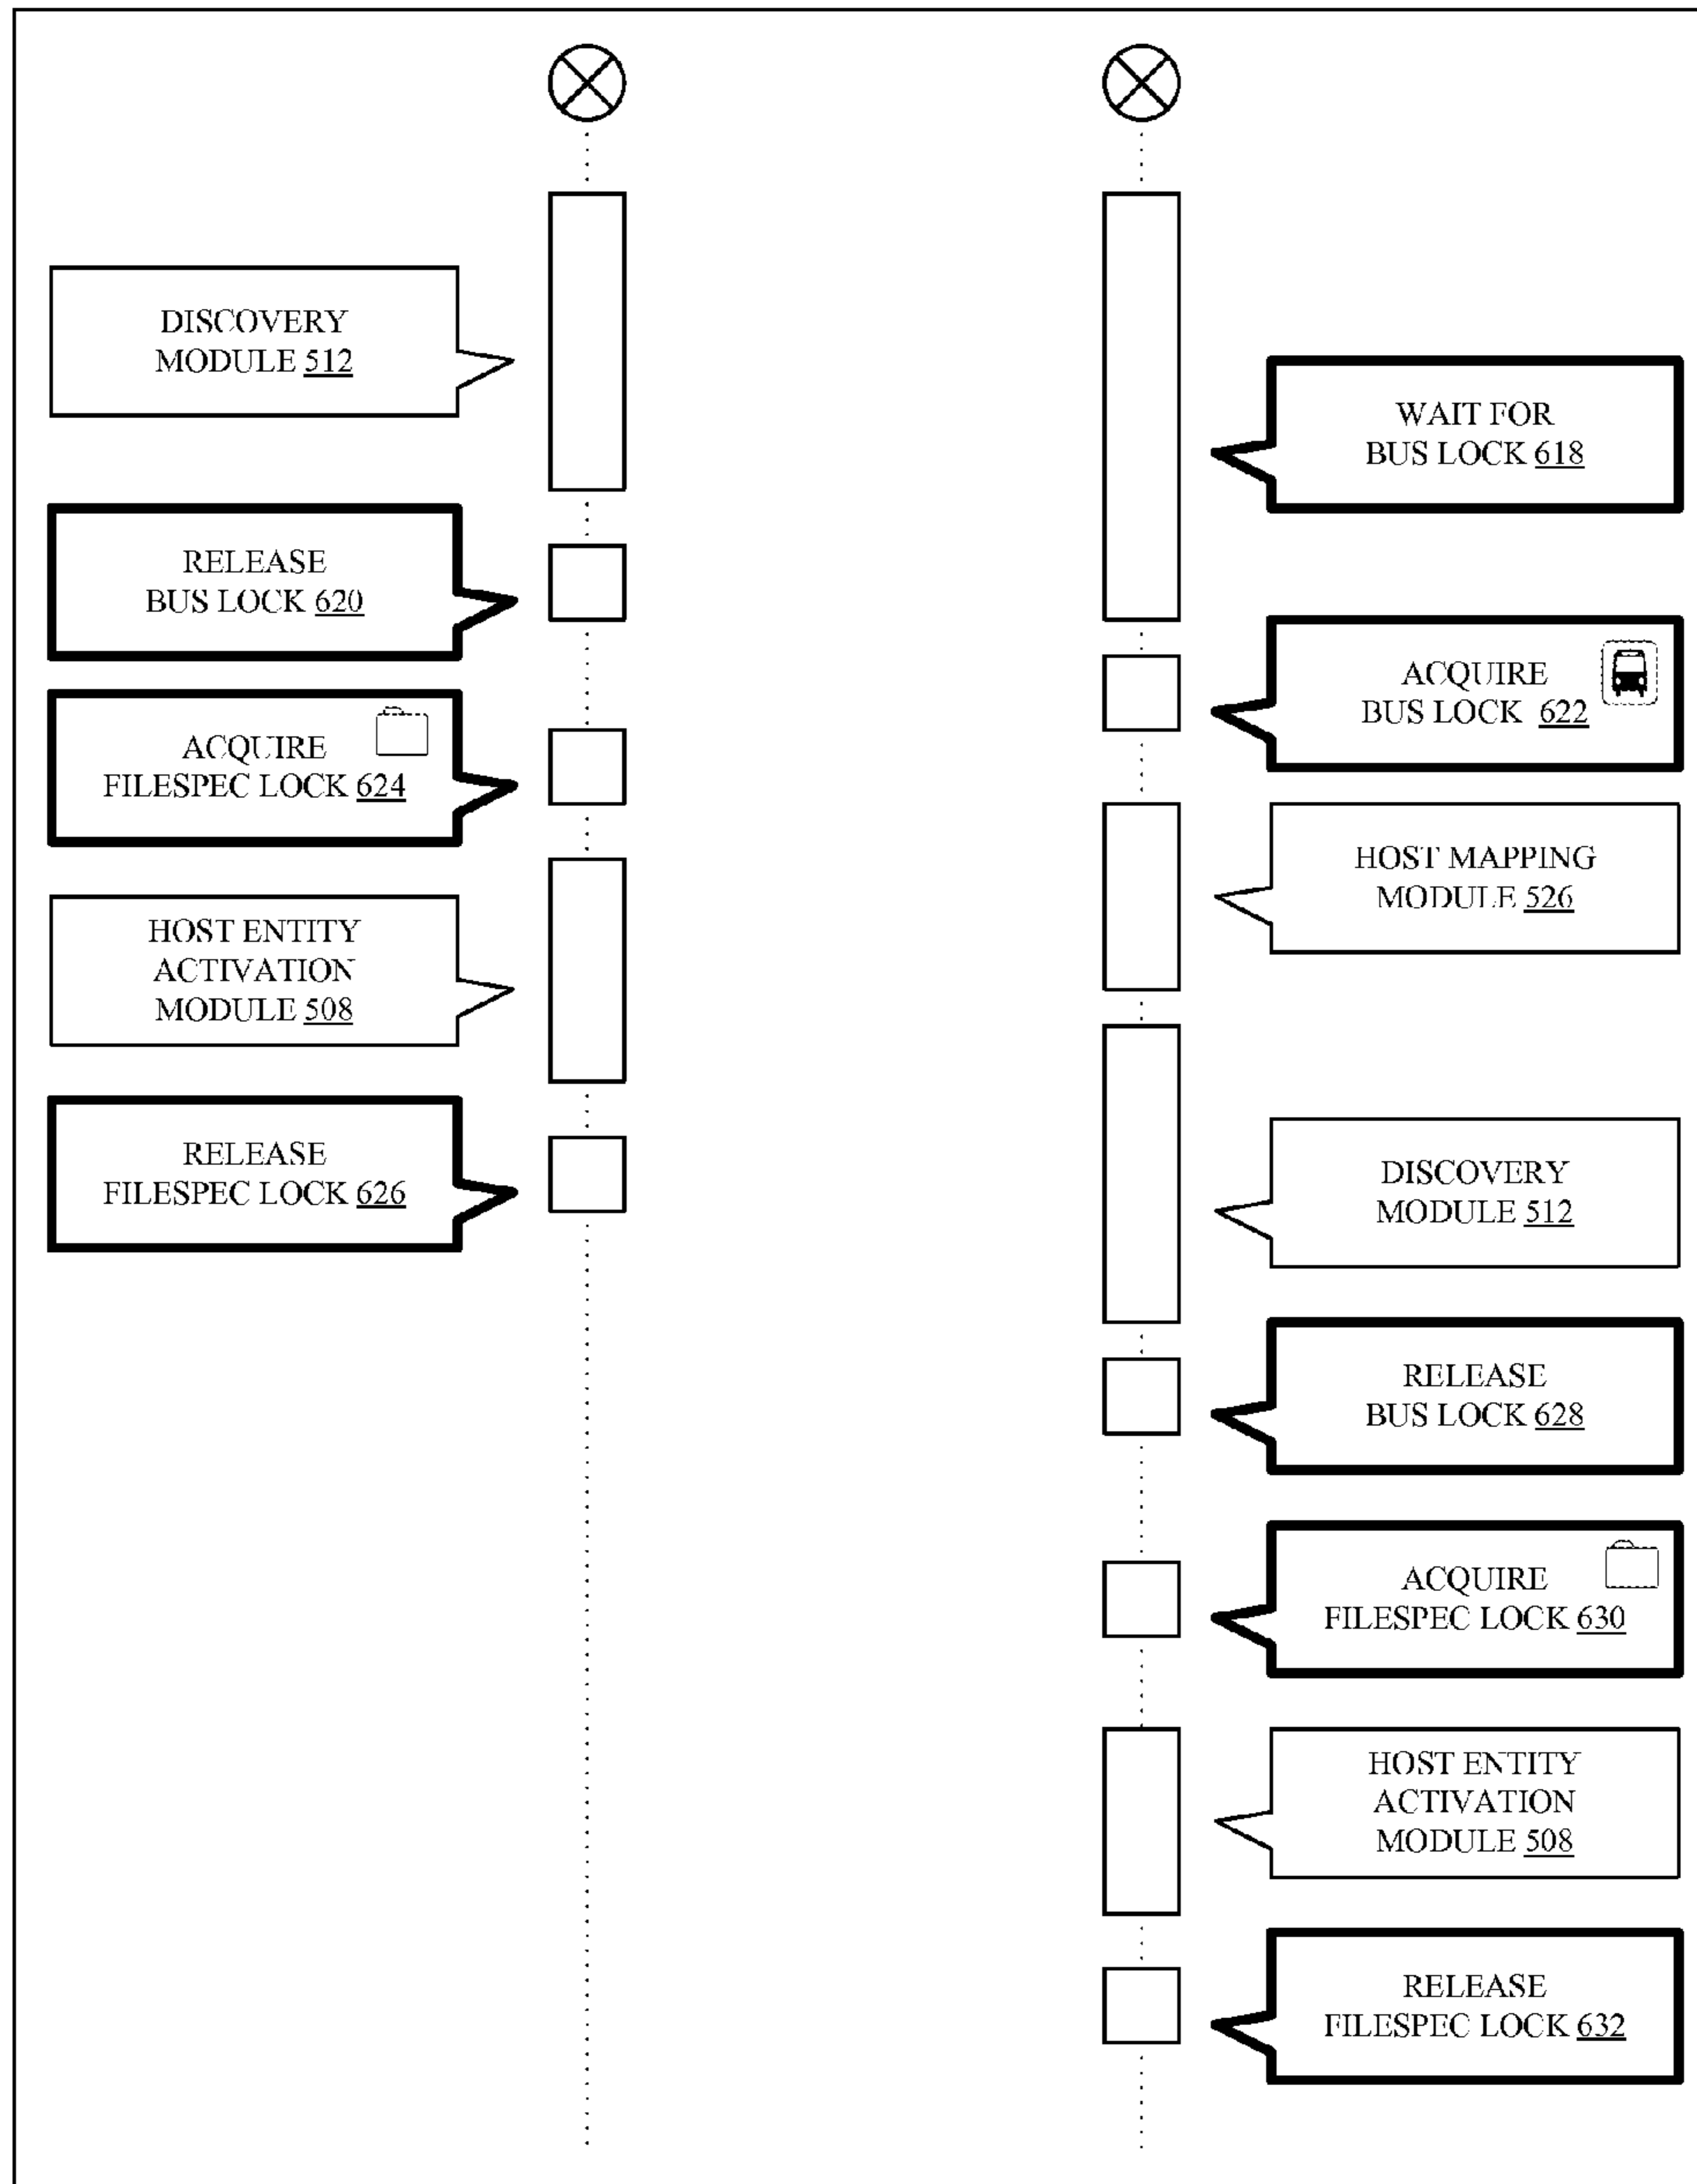 DISCOVERY
MODULE 512
WAIT FOR
BUS LOCK 618
RELEASE
BUS LOCK 620
ACQUIRE
BUS LOCK 622
ACQUIRE
FILESPEC LOCK 624
HOST MAPPING
MODULE 526
HOST ENTITY
ACTIVATION
MODULE 508
RELEASE
FILESPEC LOCK 626
DISCOVERY
MODULE 512
RELEASE
BUS LOCK 628
ACQUIRE
FILESPEC LOCK 630
HOST ENTITY
ACTIVATION
MODULE 508
RELEASE
FILESPEC LOCK 632